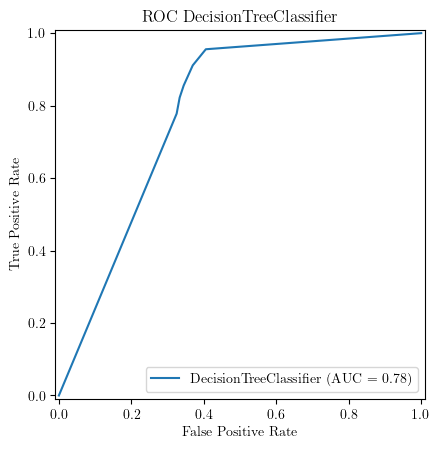 ROC DecisionTreeClassifier
1.0
0.8
0.6
0.4
0.2
0.0
True Positive Rate
DecisionTreeClassifier (AUC = 0.78)
0.0 0.2 0.4 0.6 0.8 1.0
False Positive Rate